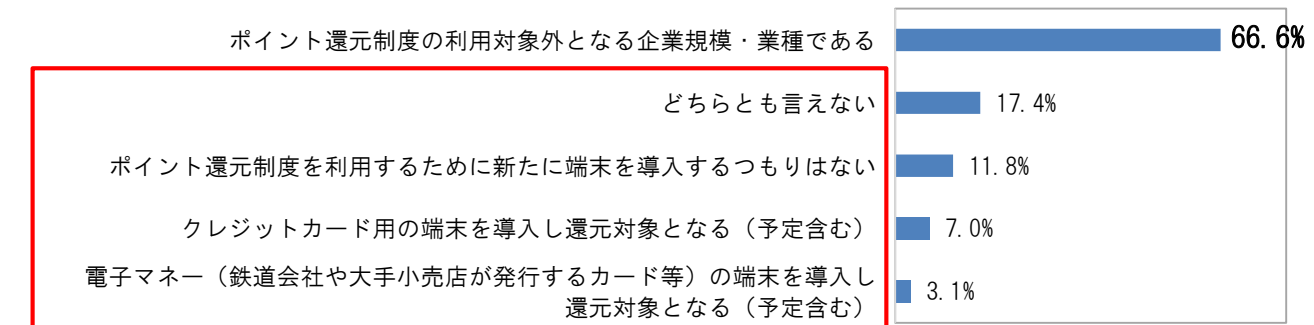 ポイント還元制度の利用対象外となる企業規模・業種である 66.6%
どちらとも言えない 17.4%
ポイント還元制度を利用するために新たに端末を導入するつもりはない 11.8%
クレジットカード用の端末を導入し還元対象となる（予定含む） 7.0%
電子マネー（鉄道会社や大手小売店が発行するカード等）の端末を導入し
還元対象となる（予定含む） 3.1%